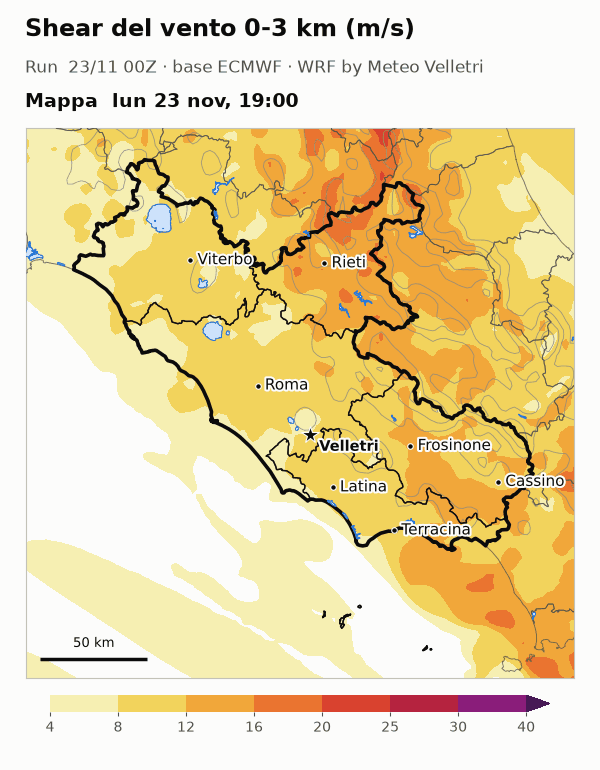 Shear del vento 0-3 km (m/s)
Run  23/11 00Z · base ECMWF · WRF by Meteo Velletri
Mappa  lun 23 nov, 19:00
Viterbo
Rieti
Roma
Velletri
Frosinone
Cassino
Latina
Terracina
50 km
4 8 12 16 20 25 30 40